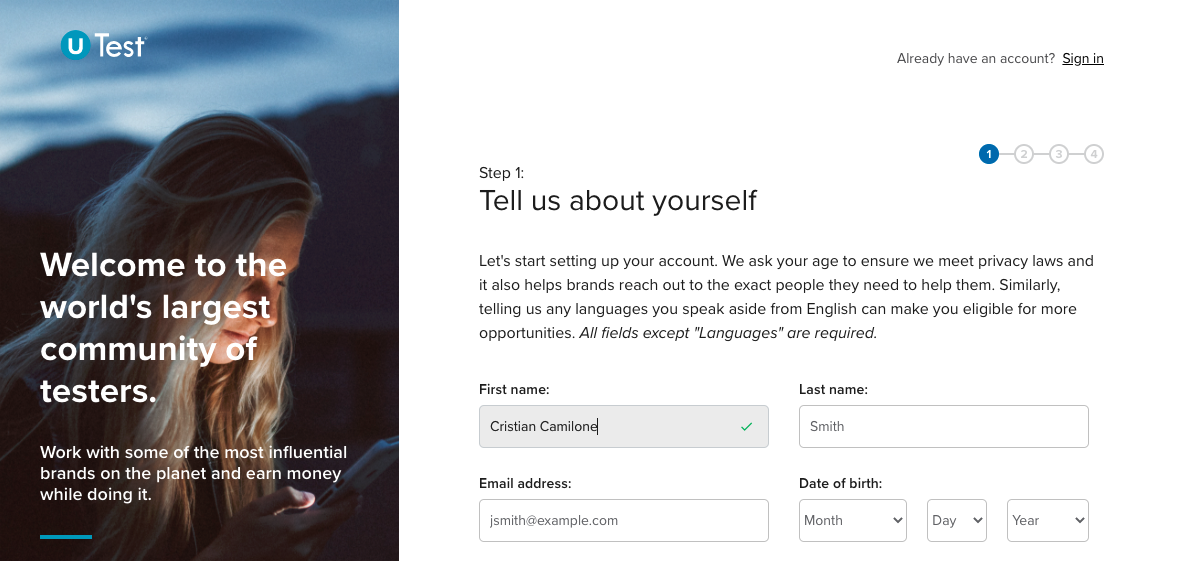 U Test
Already have an account? Sign in
1 2 3 4
Step 1:
Tell us about yourself
Welcome to the
world's largest
community of
testers.
Work with some of the most influential
brands on the planet and earn money
while doing it.
Let's start setting up your account. We ask your age to ensure we meet privacy laws and
it also helps brands reach out to the exact people they need to help them. Similarly,
telling us any languages you speak aside from English can make you eligible for more
opportunities. All fields except "Languages" are required.
First name:
Last name:
Cristian Camilone
Smith
Email address:
Date of birth:
jsmith@example.com
Month
Day
Year